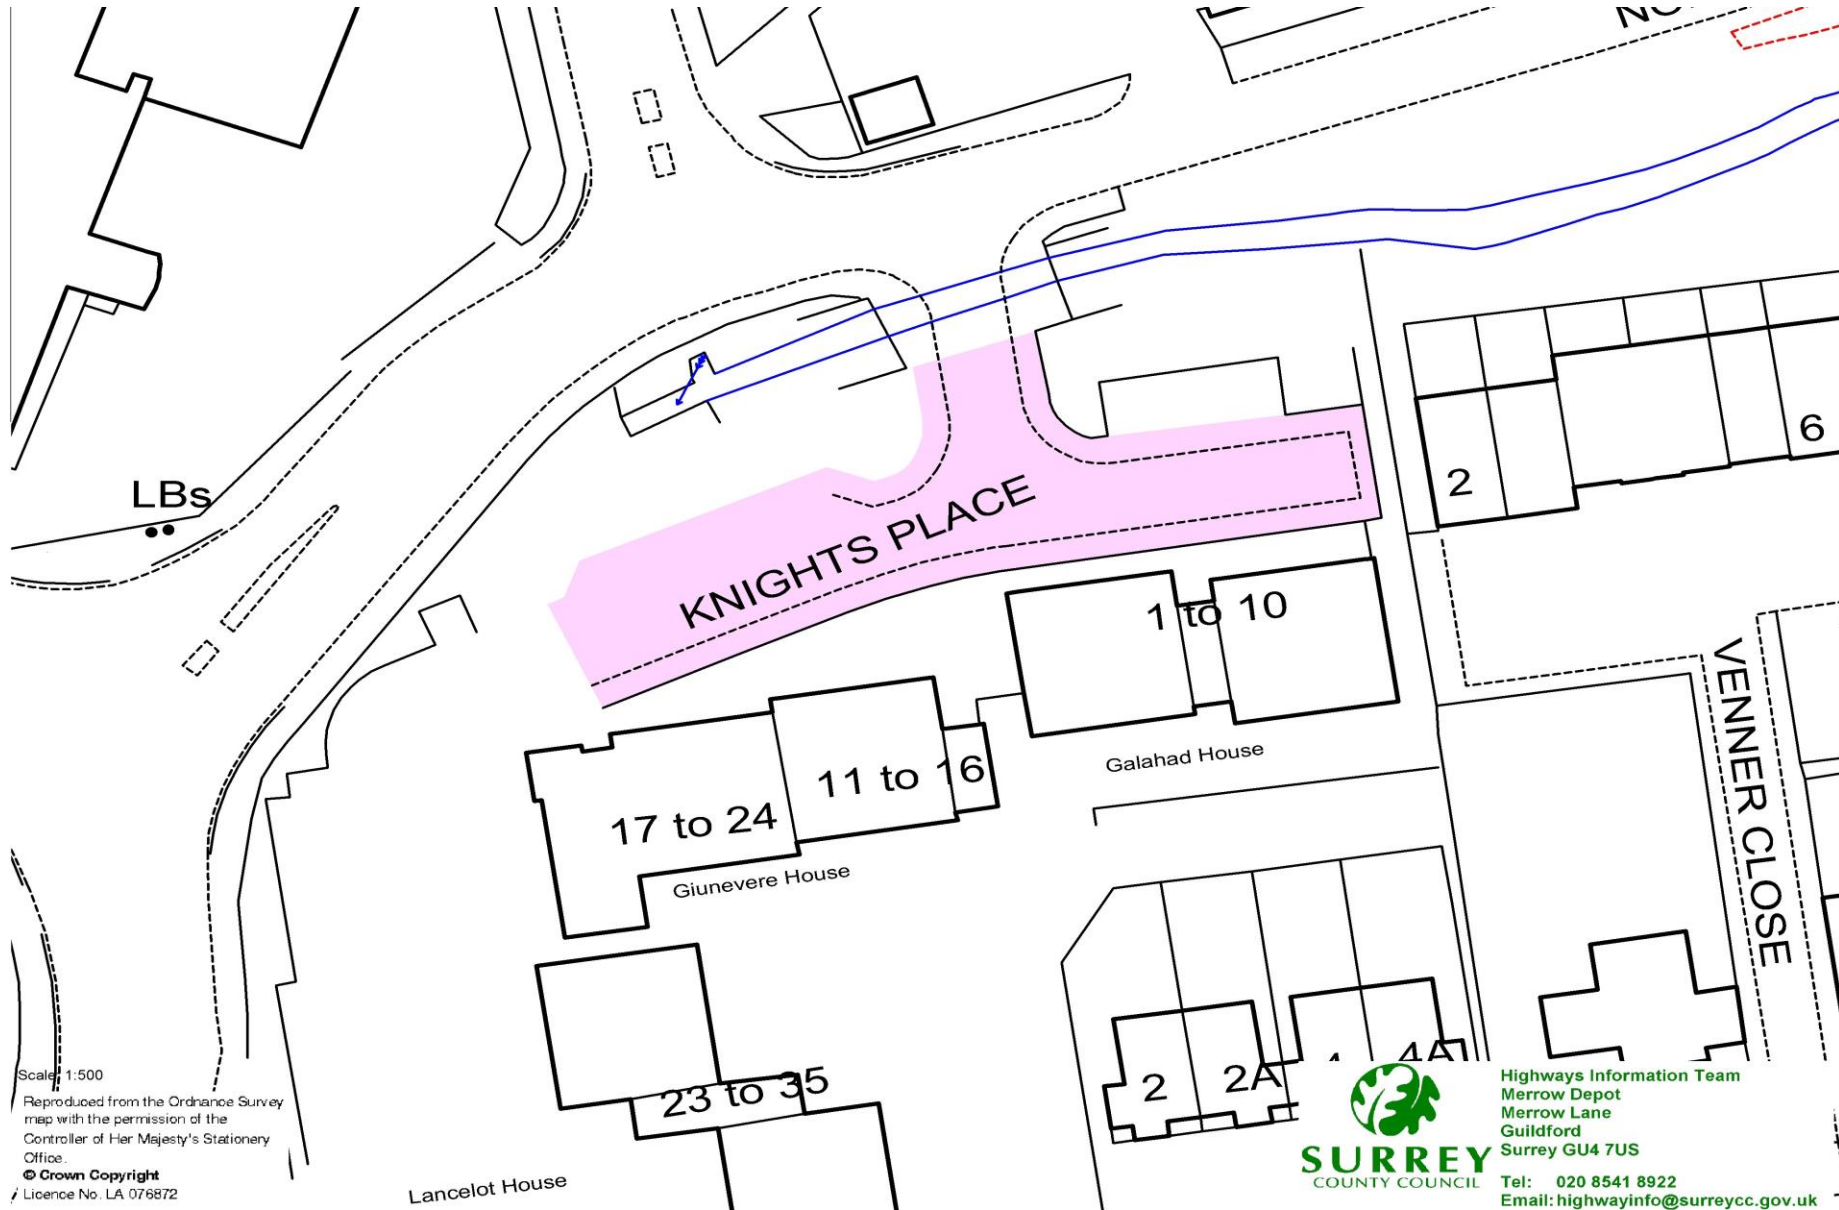 LBs
KNIGHTS PLACE
2
6
1 to 10
VENNER CLOSE
11 to 16
17 to 24
Galahad House
Giunevere House
23 to 35
2
2A
4A
Lancelot House
Scale 1:500
Reproduced from the Ordnance Survey
map with the permission of the
Controller of Her Majesty's Stationery
Office.
© Crown Copyright
Licence No. LA 076872
SURREY
COUNTY COUNCIL
Highways Information Team
Merrow Depot
Merrow Lane
Guildford
Surrey GU4 7US
Tel: 020 8541 8922
Email: highwayinfo@surreycc.gov.uk